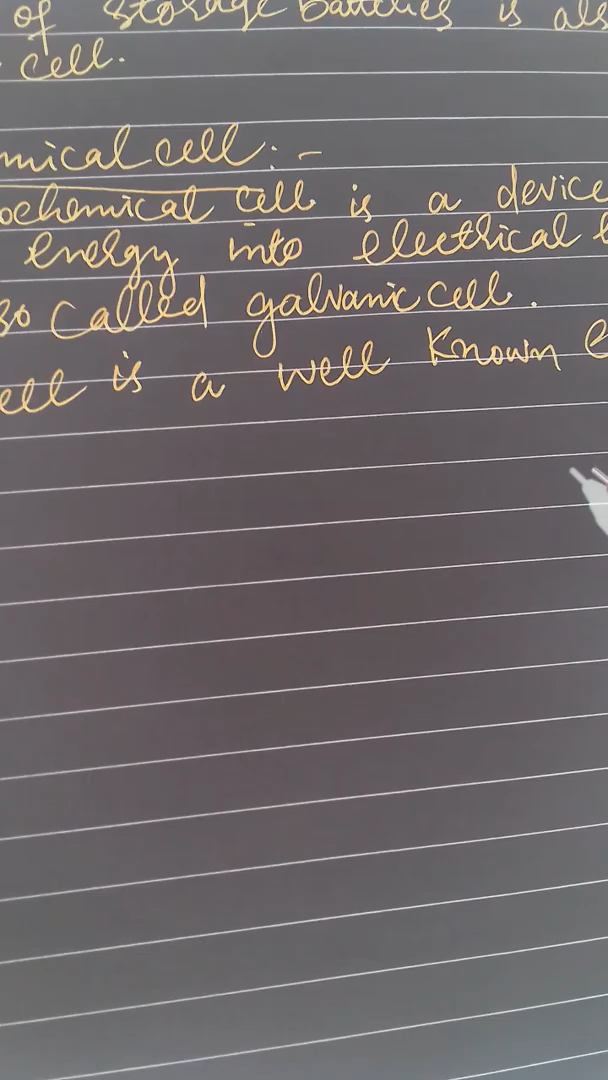 of storage batteries is also
cell.
mical cell:-
ochemical cell is a device
energy into electrical
so called galvanic cell.
ell is a well known